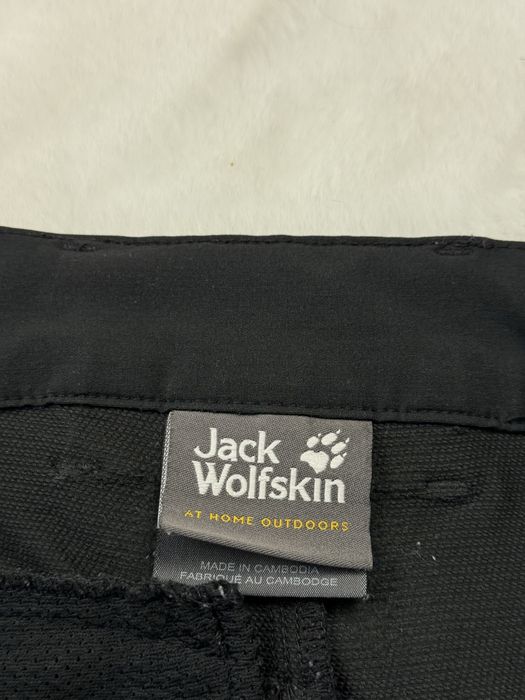 Jack
Wolfskin
AT HOME OUTDOORS
MADE IN CAMBODIA
FABRIQUÉ AU CAMBODGE